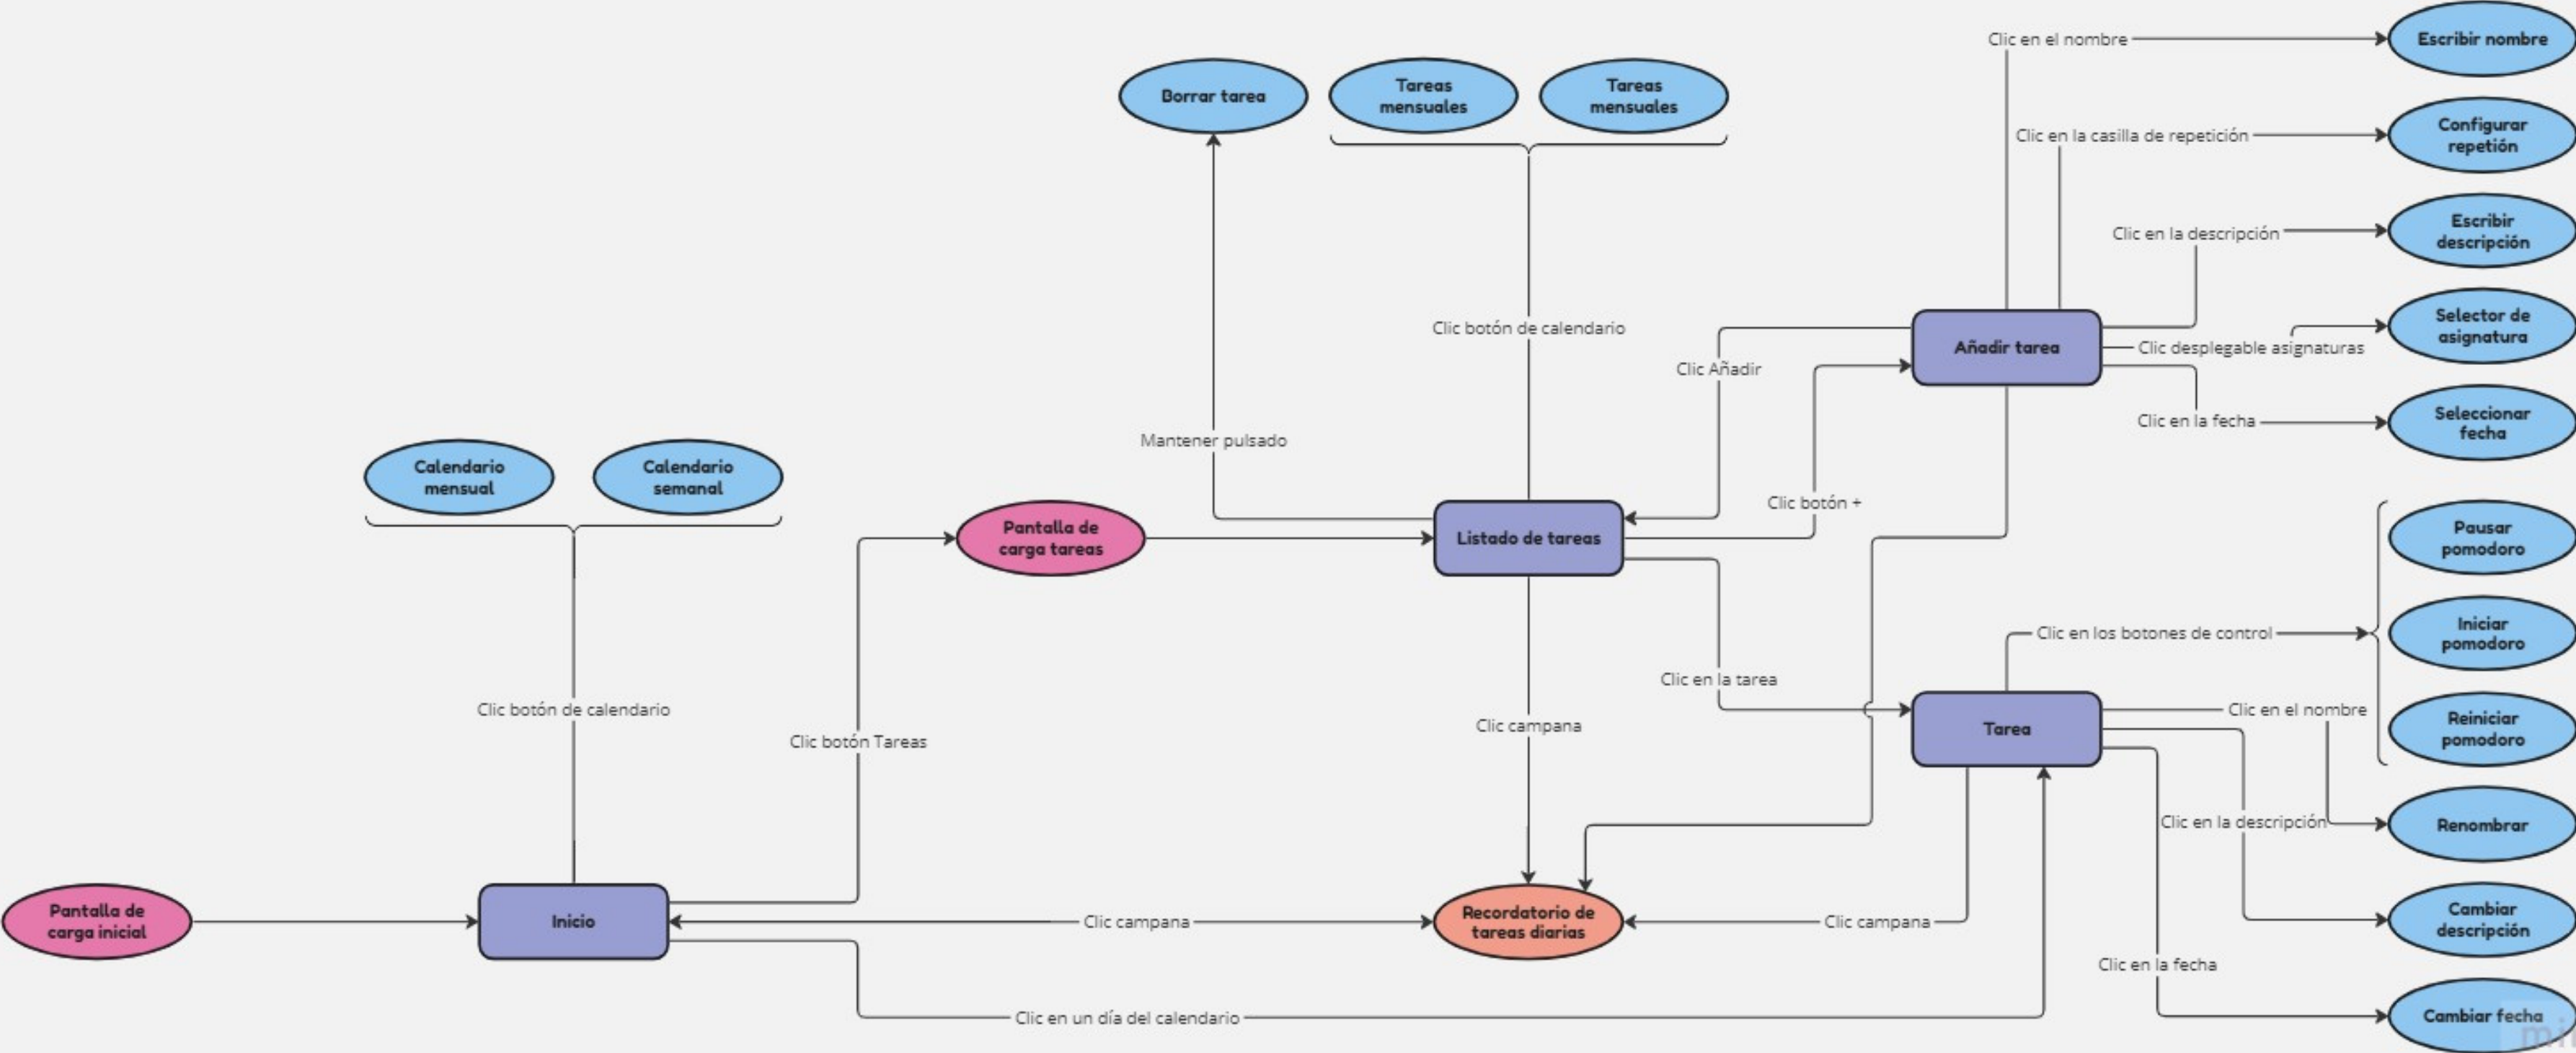 Clic en el nombre
Escribir nombre
Borrar tarea
Tareas
mensuales
Tareas
mensuales
Clic en la casilla de repetición
Configurar
repetión
Clic en la descripción
Escribir
descripción
Clic botón de calendario
Clic Añadir
Añadir tarea
Clic desplegable asignaturas
Selector de
asignatura
Clic en la fecha
Seleccionar
fecha
Mantener pulsado
Calendario
mensual
Calendario
semanal
Clic botón +
Pantalla de
carga tareas
Listado de tareas
Pausar
pomodoro
Clic en los botones de control
Iniciar
pomodoro
Clic en la tarea
Clic botón de calendario
Clic botón Tareas
Clic campana
Tarea
Clic en el nombre
Reiniciar
pomodoro
Clic en la descripción
Renombrar
Pantalla de
carga inicial
Inicio
Clic campana
Recordatorio de
tareas diarias
Clic campana
Cambiar
descripción
Clic en la fecha
Clic en un día del calendario
Cambiar fecha